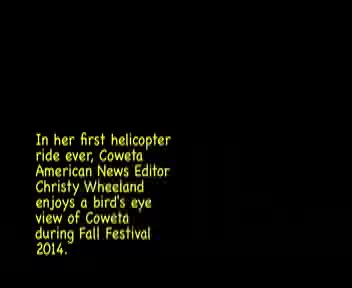 In her first helicopter
ride ever, Coweta
American News Editor
Christy Wheeland
enjoys a bird's eye
view of Coweta
during Fall Festival
2014.